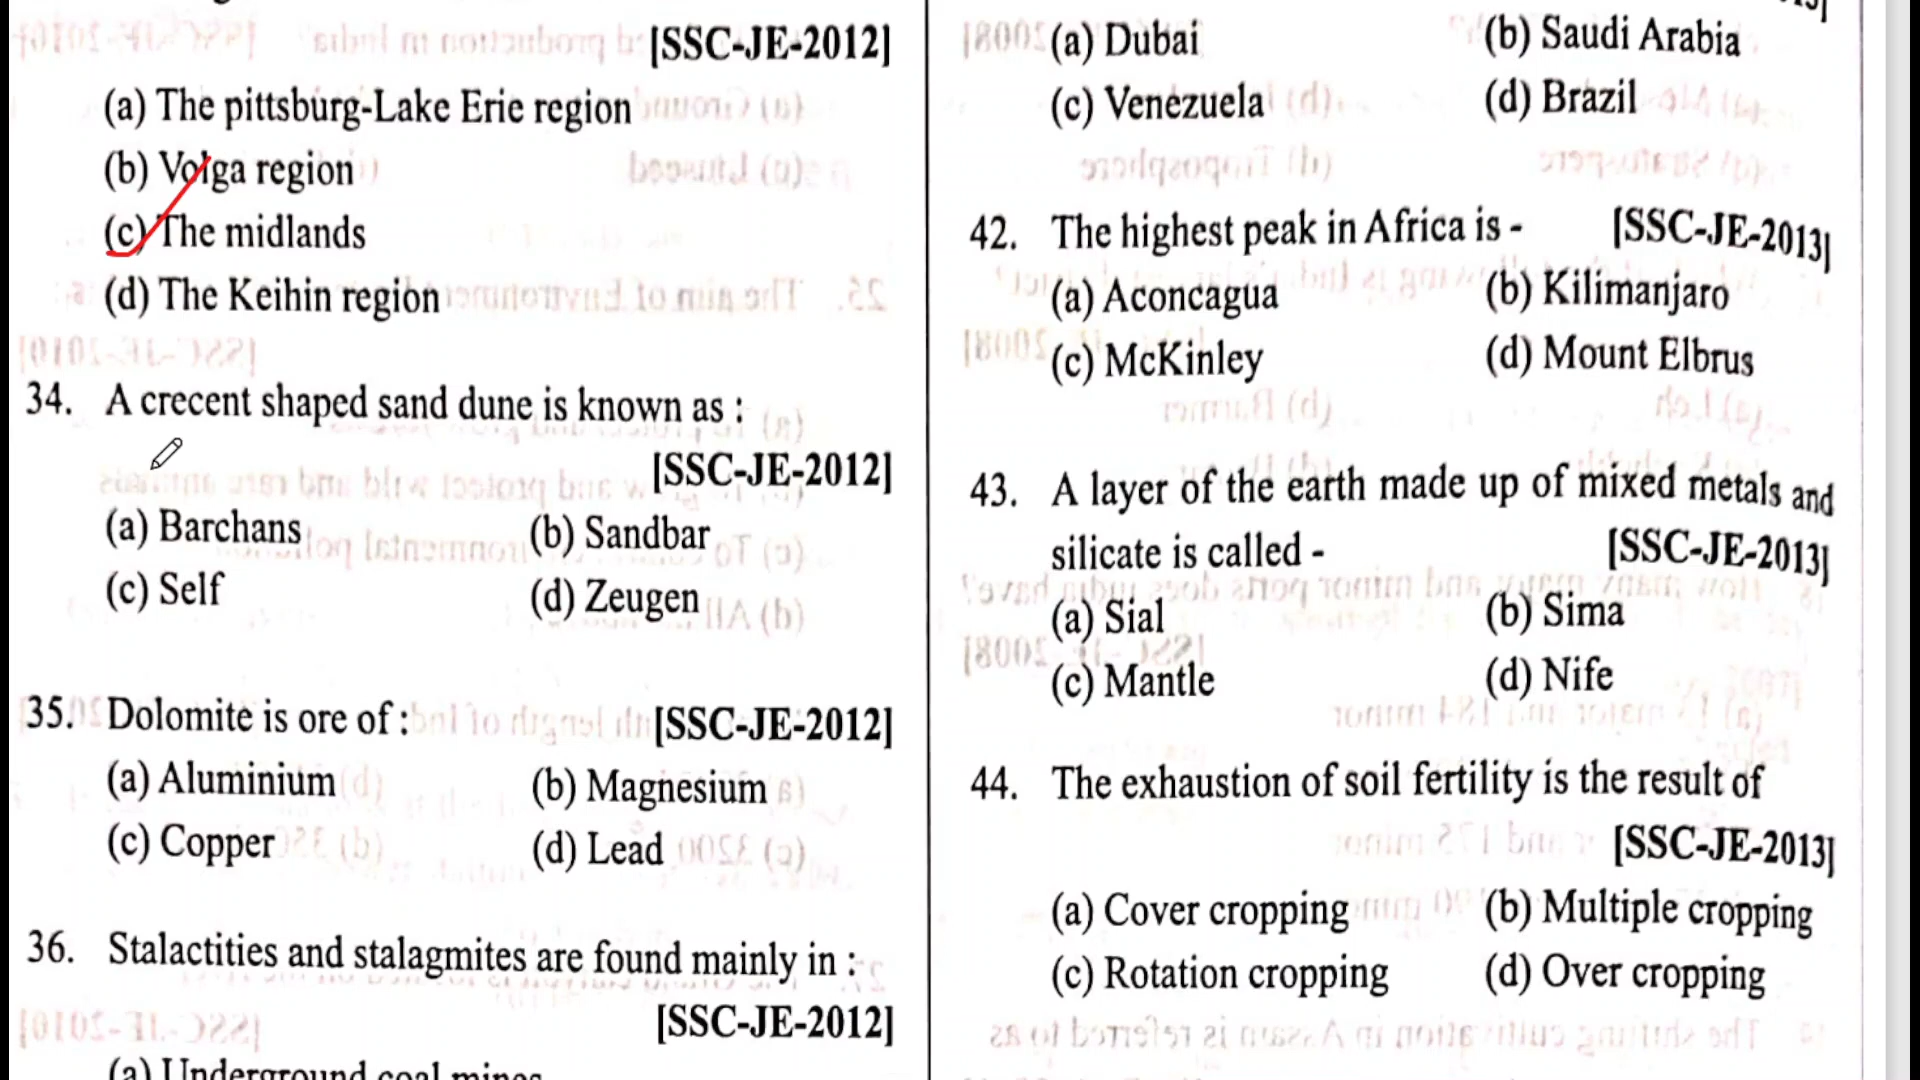 [SSC-JE-2012]
(a) The pittsburg-Lake Erie region
(b) Volga region
(c) The midlands
(d) The Keihin region
34. A crecent shaped sand dune is known as :
[SSC-JE-2012]
(a) Barchans (b) Sandbar
(c) Self (d) Zeugen
35. Dolomite is ore of : [SSC-JE-2012]
(a) Aluminium (b) Magnesium
(c) Copper (d) Lead
36. Stalactities and stalagmites are found mainly in :
[SSC-JE-2012]
(a) Underground coal mines
(a) Dubai (b) Saudi Arabia
(c) Venezuela (d) Brazil
42. The highest peak in Africa is - [SSC-JE-2013]
(a) Aconcagua (b) Kilimanjaro
(c) McKinley (d) Mount Elbrus
43. A layer of the earth made up of mixed metals and
silicate is called - [SSC-JE-2013]
(a) Sial (b) Sima
(c) Mantle (d) Nife
44. The exhaustion of soil fertility is the result of
[SSC-JE-2013]
(a) Cover cropping (b) Multiple cropping
(c) Rotation cropping (d) Over cropping